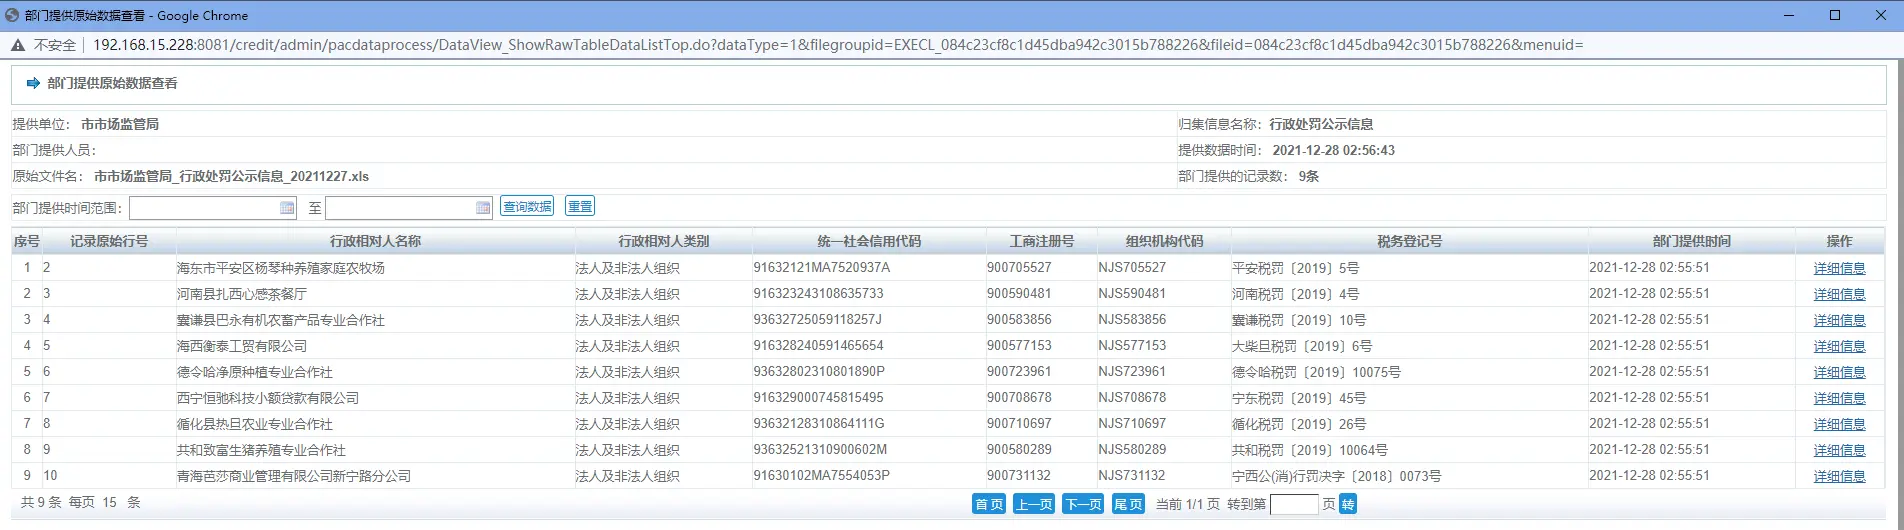 部门提供原始数据查看 - Google Chrome
不安全 | 192.168.15.228:8081/credit/admin/pacdataprocess/DataView_ShowRawTableDataListTop.do?dataType=1&filegroupid=EXECL_084c23cf8c1d45dba942c3015b788226&fileid=084c23cf8c1d45dba942c3015b788226&menuid=
部门提供原始数据查看
提供单位： 市市场监管局 归集信息名称：行政处罚公示信息
部门提供人员： 提供数据时间： 2021-12-28 02:56:43
原始文件名： 市市场监管局_行政处罚公示信息_20211227.xls 部门提供的记录数： 9条
部门提供时间范围： 至 查询数据 重置
序号 记录原始行号 行政相对人名称 行政相对人类别 统一社会信用代码 工商注册号 组织机构代码 税务登记号 部门提供时间 操作
1 2 海东市平安区杨琴种养殖家庭农牧场 法人及非法人组织 91632121MA7520937A 900705527 NJS705527 平安税罚〔2019〕5号 2021-12-28 02:55:51 详细信息
2 3 河南县扎西心感茶餐厅 法人及非法人组织 916323243108635733 900590481 NJS590481 河南税罚〔2019〕4号 2021-12-28 02:55:51 详细信息
3 4 囊谦县巴永有机农畜产品专业合作社 法人及非法人组织 93632725059118257J 900583856 NJS583856 囊谦税罚〔2019〕10号 2021-12-28 02:55:51 详细信息
4 5 海西衡泰工贸有限公司 法人及非法人组织 916328240591465654 900577153 NJS577153 大柴旦税罚〔2019〕6号 2021-12-28 02:55:51 详细信息
5 6 德令哈净原种植专业合作社 法人及非法人组织 93632802310801890P 900723961 NJS723961 德令哈税罚〔2019〕10075号 2021-12-28 02:55:51 详细信息
6 7 西宁恒驰科技小额贷款有限公司 法人及非法人组织 916329000745815495 900708678 NJS708678 宁东税罚〔2019〕45号 2021-12-28 02:55:51 详细信息
7 8 循化县热旦农业专业合作社 法人及非法人组织 93632128310864111G 900710697 NJS710697 循化税罚〔2019〕26号 2021-12-28 02:55:51 详细信息
8 9 共和致富生猪养殖专业合作社 法人及非法人组织 93632521310900602M 900580289 NJS580289 共和税罚〔2019〕10064号 2021-12-28 02:55:51 详细信息
9 10 青海芭莎商业管理有限公司新宁路分公司 法人及非法人组织 91630102MA7554053P 900731132 NJS731132 宁西公(消)行罚决字〔2018〕0073号 2021-12-28 02:55:51 详细信息
共 9 条 每页 15 条 首页 上一页 下一页 尾页 当前 1/1 页 转到第 页 转